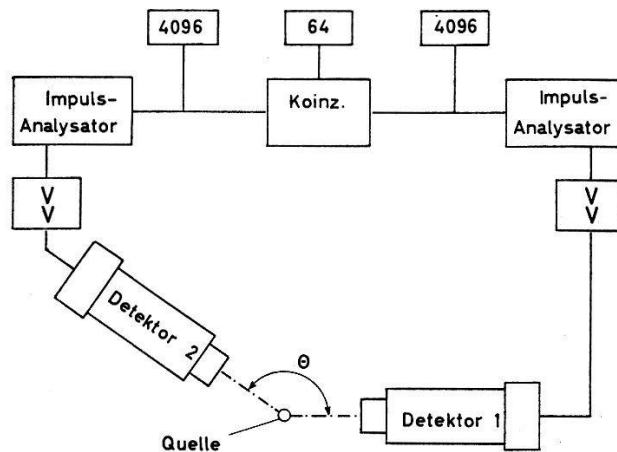 4096
64
4096
Impuls-
Analysator
Koinz.
Impuls-
Analysator
V
V
V
V
Detektor 2
Θ
Detektor 1
Quelle